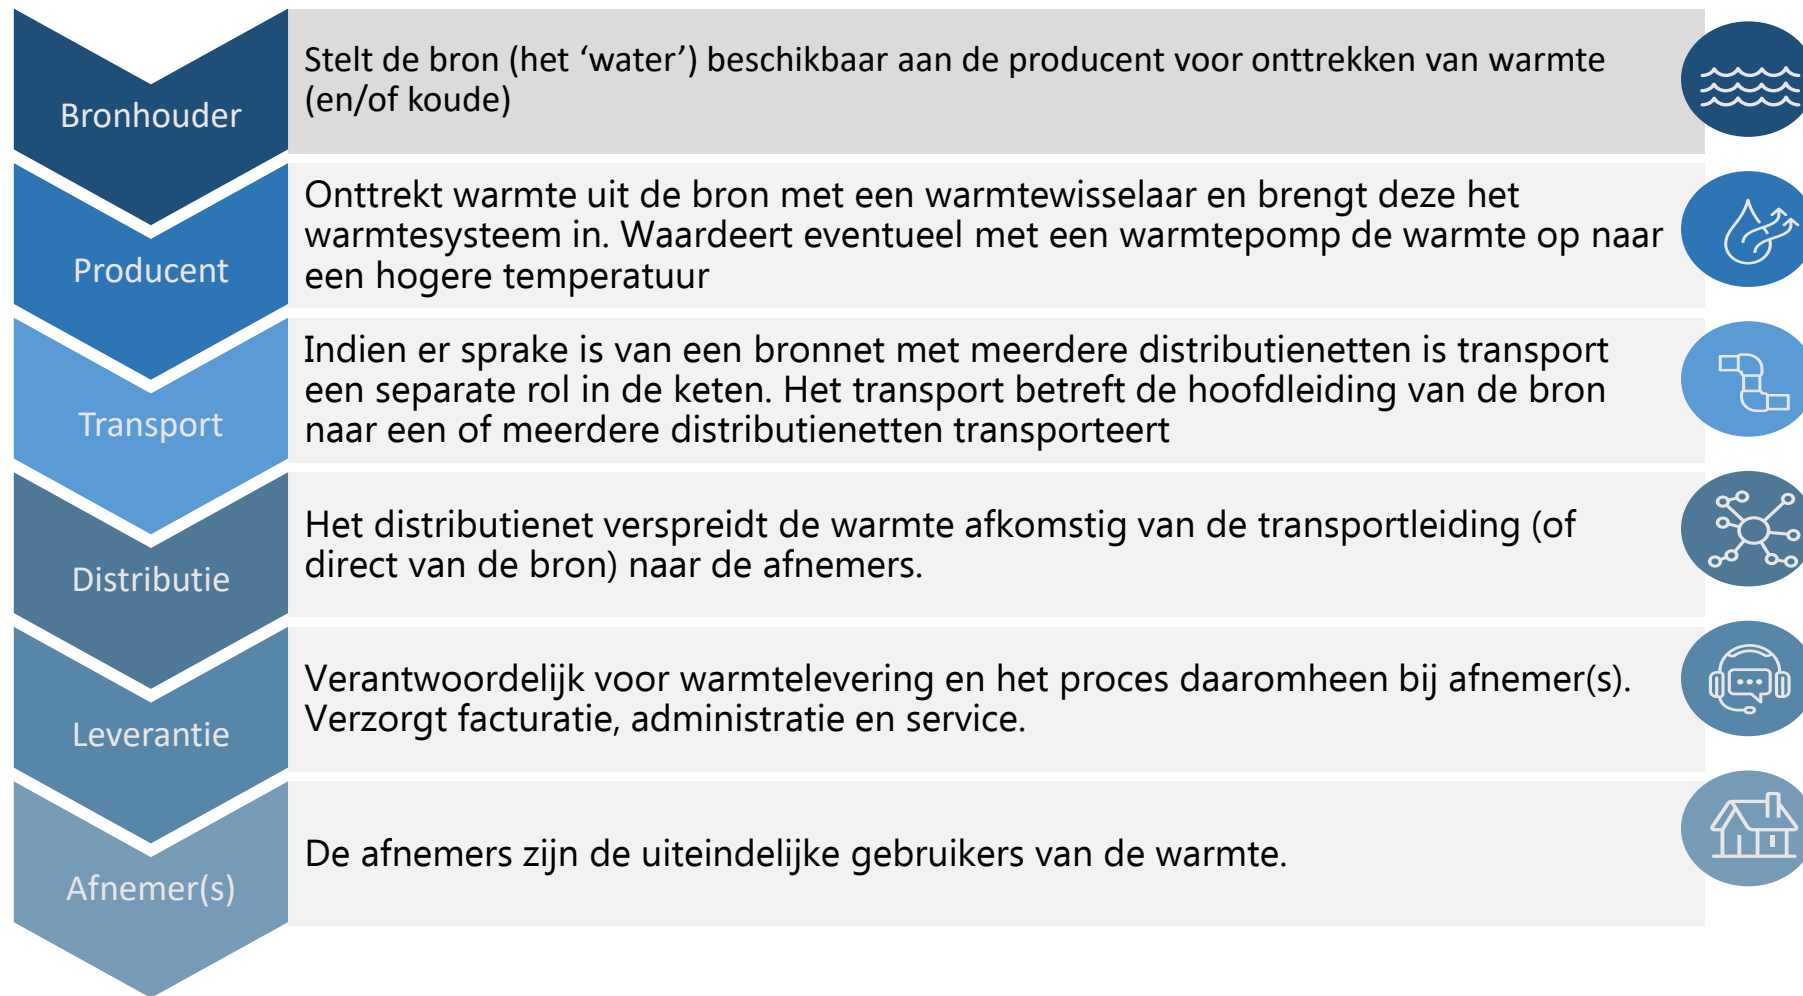 Bronhouder
Stelt de bron (het ‘water’) beschikbaar aan de producent voor onttrekken van warmte
(en/of koude)
Producent
Onttrekt warmte uit de bron met een warmtewisselaar en brengt deze het
warmtesysteem in. Waardeert eventueel met een warmtepomp de warmte op naar
een hogere temperatuur
Transport
Indien er sprake is van een bronnet met meerdere distributienetten is transport
een separate rol in de keten. Het transport betreft de hoofdleiding van de bron
naar een of meerdere distributienetten transporteert
Distributie
Het distributienet verspreidt de warmte afkomstig van de transportleiding (of
direct van de bron) naar de afnemers.
Leverantie
Verantwoordelijk voor warmtelevering en het proces daaromheen bij afnemer(s).
Verzorgt facturatie, administratie en service.
Afnemer(s)
De afnemers zijn de uiteindelijke gebruikers van de warmte.